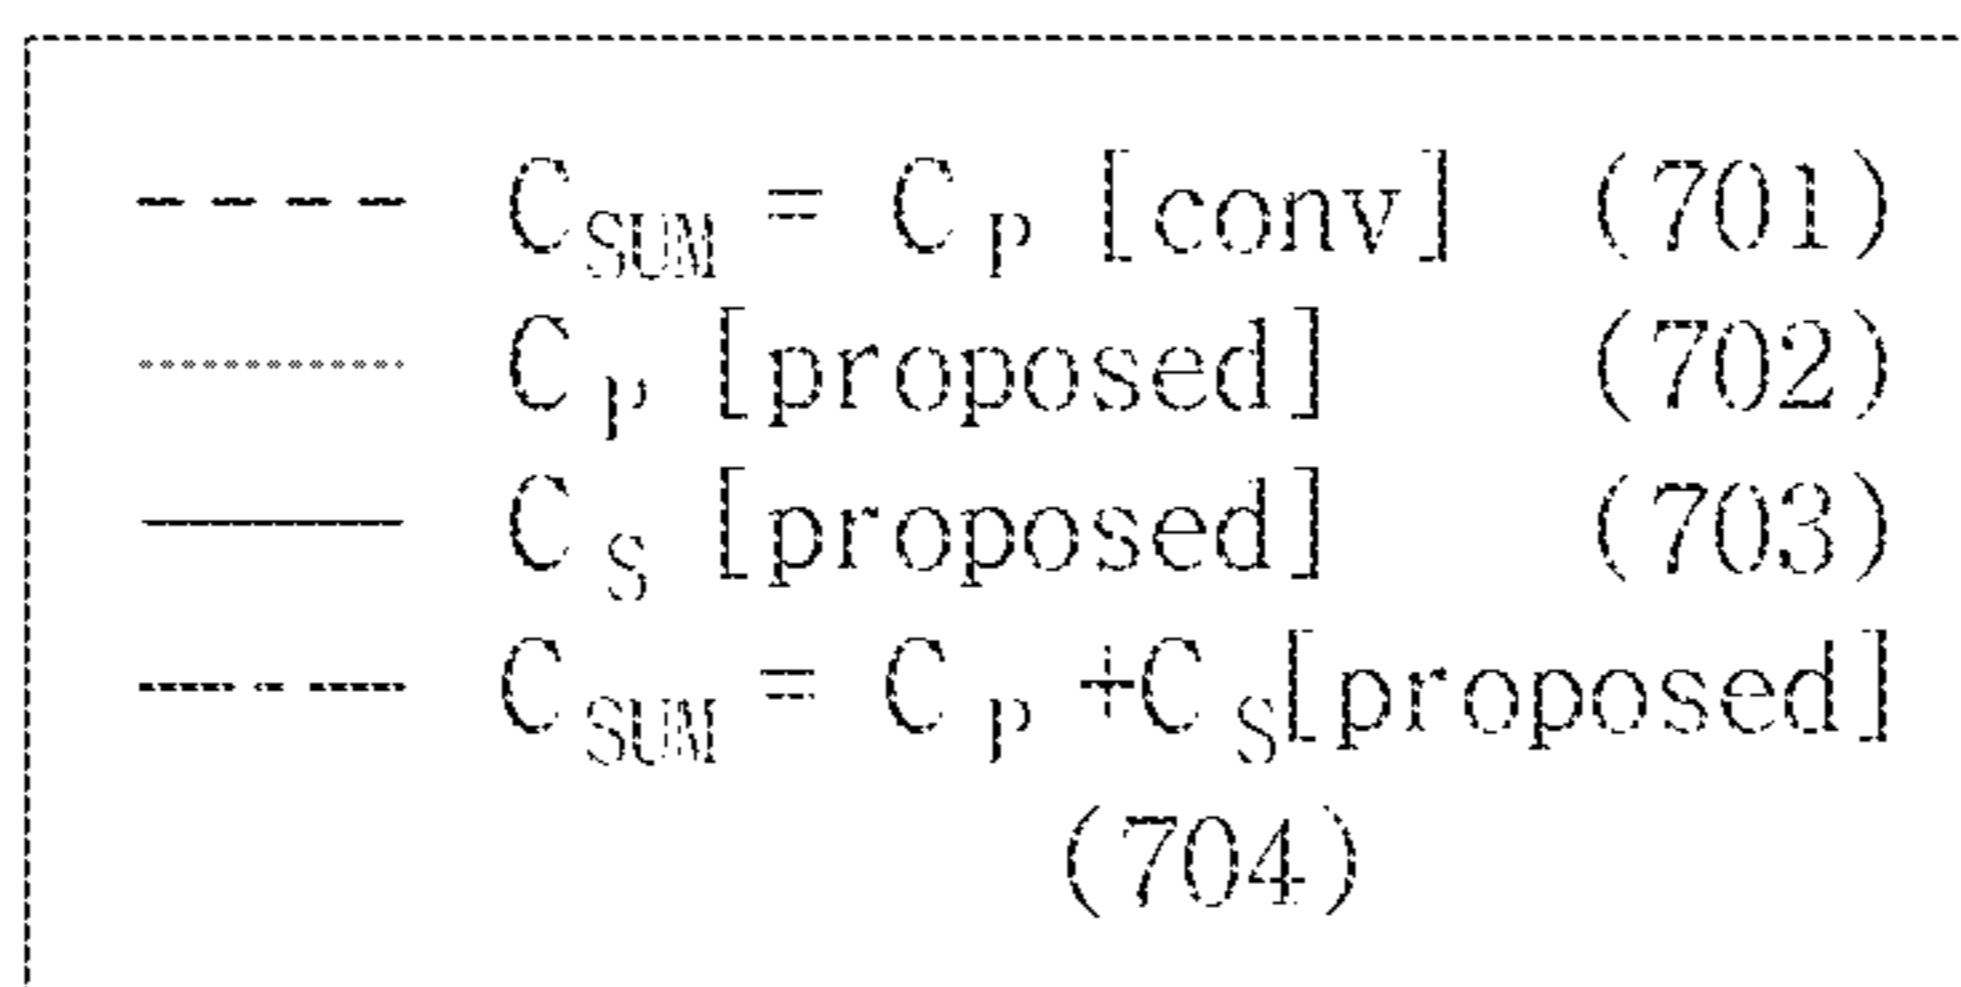 C_SUM = C_P [conv] (701)
C_P [proposed] (702)
C_S [proposed] (703)
C_SUM = C_P +C_S[proposed]
(704)